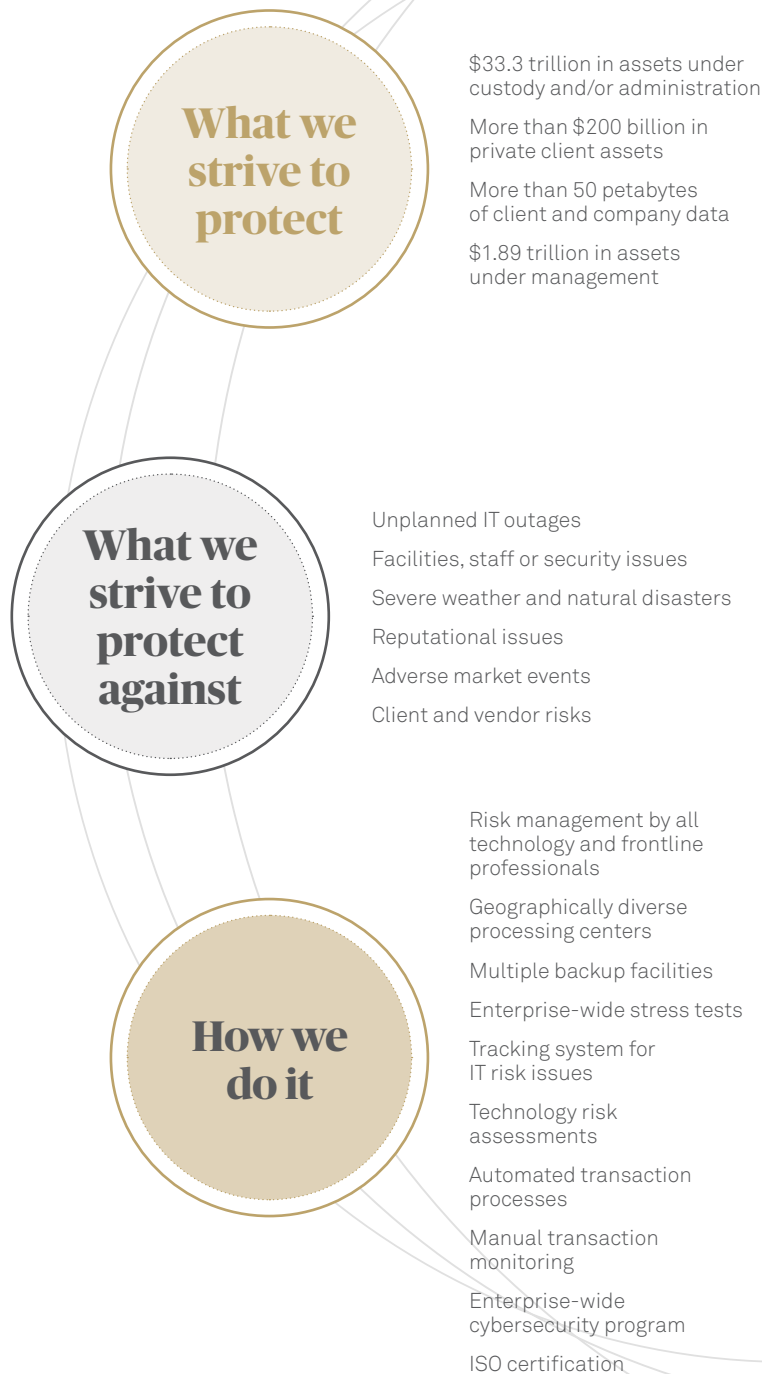 What we
strive to
protect
$33.3 trillion in assets under
custody and/or administration
More than $200 billion in
private client assets
More than 50 petabytes
of client and company data
$1.89 trillion in assets
under management
What we
strive to
protect
against
Unplanned IT outages
Facilities, staff or security issues
Severe weather and natural disasters
Reputational issues
Adverse market events
Client and vendor risks
How we
do it
Risk management by all
technology and frontline
professionals
Geographically diverse
processing centers
Multiple backup facilities
Enterprise-wide stress tests
Tracking system for
IT risk issues
Technology risk
assessments
Automated transaction
processes
Manual transaction
monitoring
Enterprise-wide
cybersecurity program
ISO certification